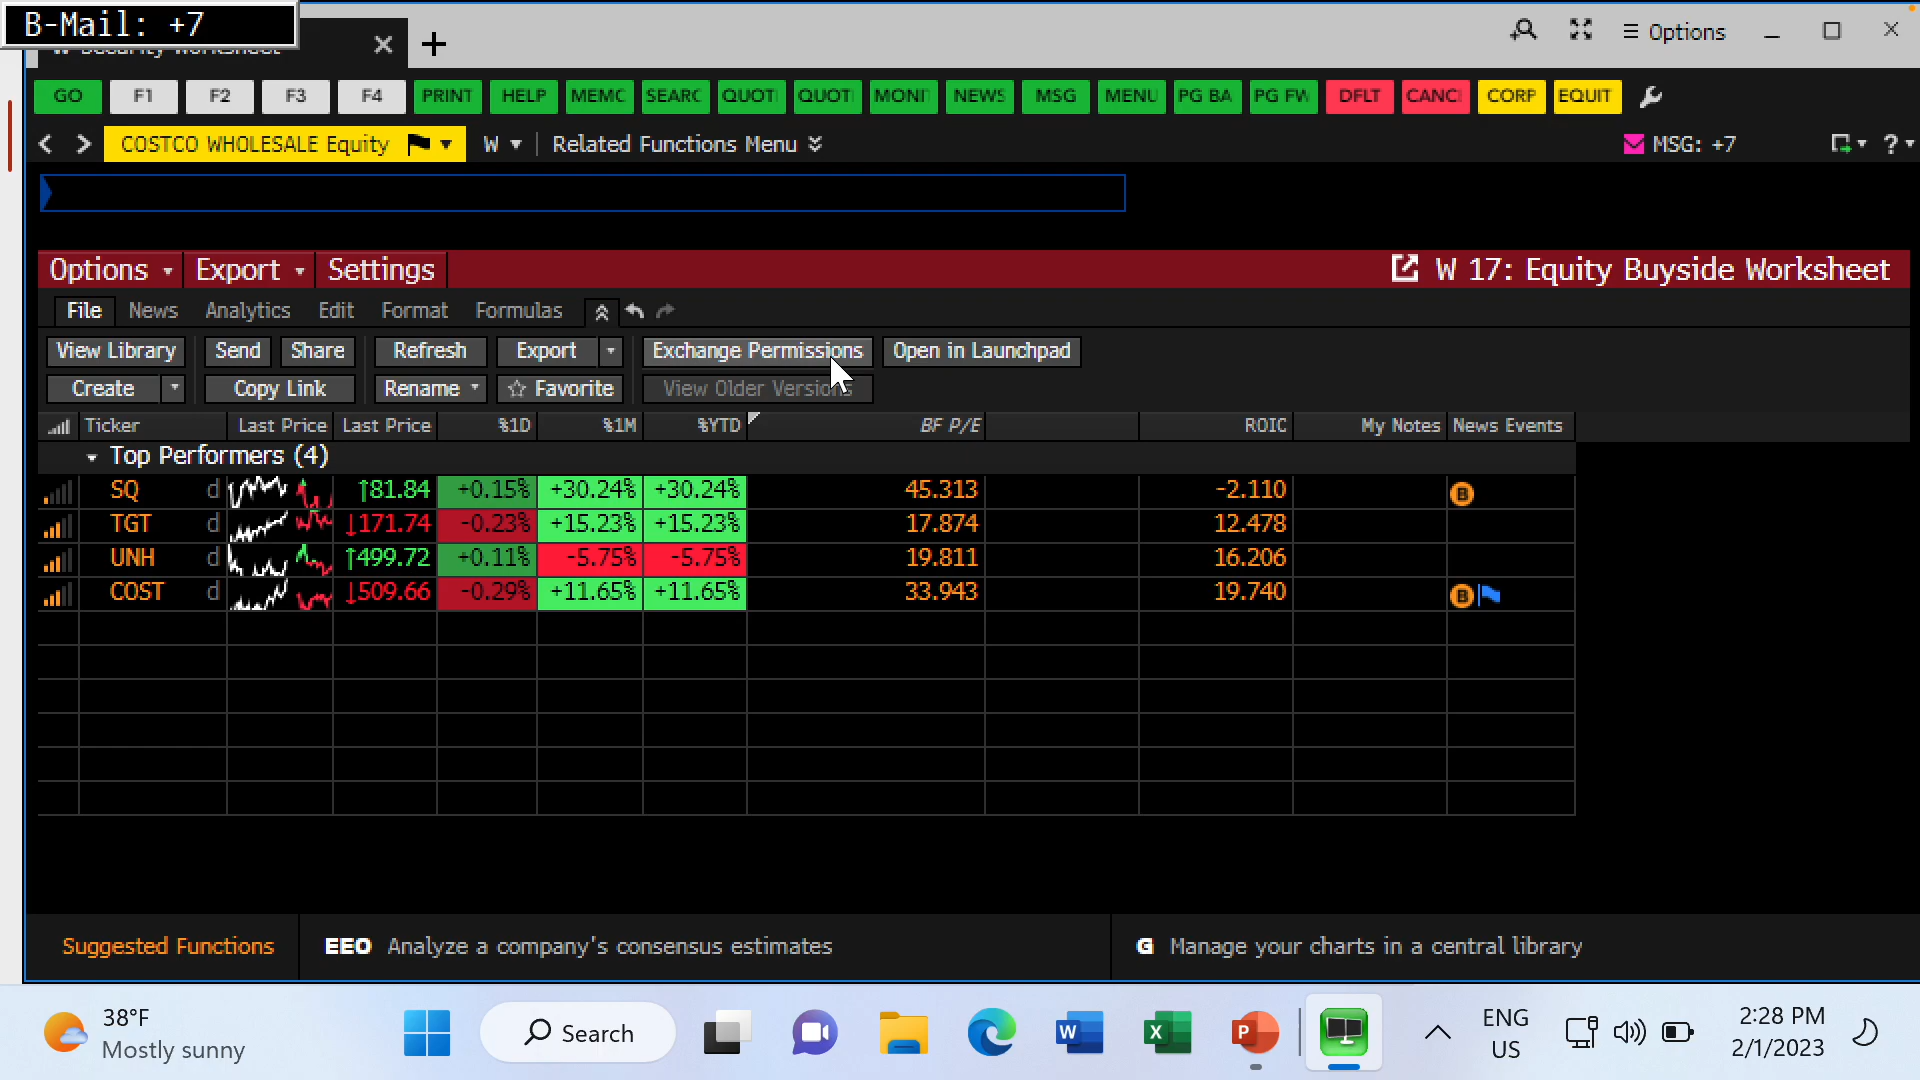 B-Mail: +7
Options
GO F1 F2 F3 F4 PRINT HELP MEMC SEARC QUOT QUOT MONI NEWS MSG MENU PG BA PG FW DFLT CANC CORP EQUIT
COSTCO WHOLESALE Equity W Related Functions Menu MSG: +7 ?
Options Export Settings W 17: Equity Buyside Worksheet
File News Analytics Edit Format Formulas
View Library Send Share Refresh Export Exchange Permissions Open in Launchpad
Create Copy Link Rename Favorite View Older Versions
Ticker Last Price Last Price %1D %1M %YTD BF P/E ROIC My Notes News Events
Top Performers (4)
SQ d ↑81.84 +0.15% +30.24% +30.24% 45.313 -2.110 B
TGT d ↓171.74 -0.23% +15.23% +15.23% 17.874 12.478
UNH d ↑499.72 +0.11% -5.75% -5.75% 19.811 16.206
COST d ↓509.66 -0.29% +11.65% +11.65% 33.943 19.740 B
Suggested Functions EEO Analyze a company's consensus estimates G Manage your charts in a central library
38°F
Mostly sunny
Search
W X P
ENG
US
2:28 PM
2/1/2023